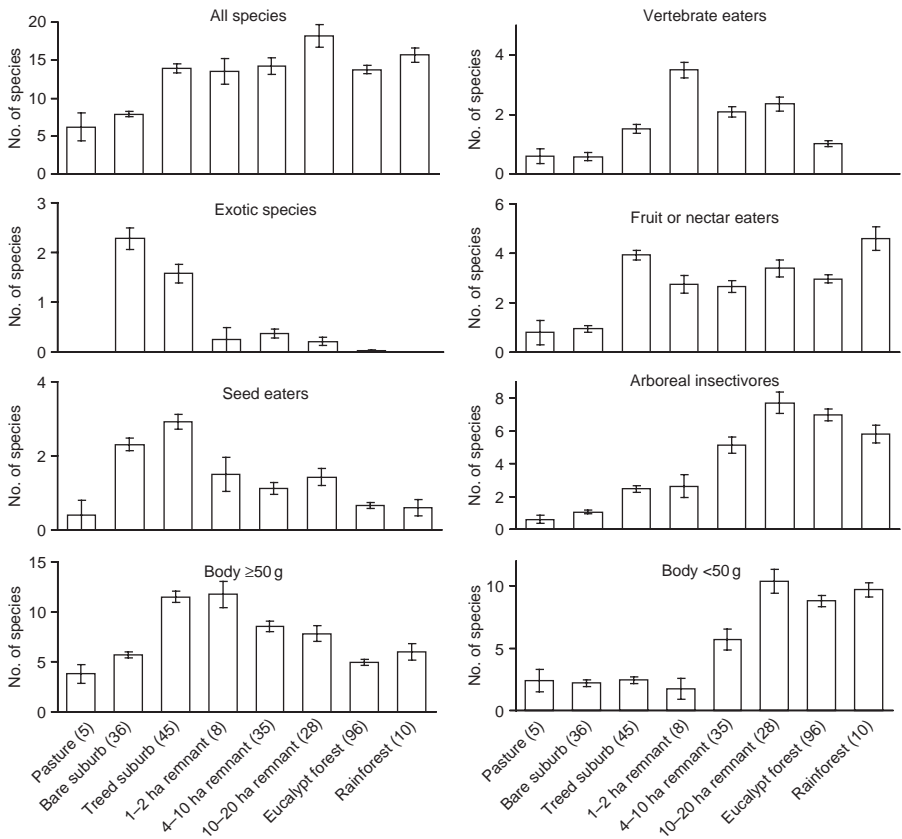 All species
No. of species
20
15
10
5
0
Vertebrate eaters
No. of species
4
2
0
Exotic species
No. of species
3
2
1
0
Fruit or nectar eaters
No. of species
6
4
2
0
Seed eaters
No. of species
4
2
0
Arboreal insectivores
No. of species
8
6
4
2
0
Body ≥50 g
No. of species
15
10
5
0
Body <50 g
No. of species
10
5
0
Pasture (5)
Bare suburb (36)
Treed suburb (45)
1–2 ha remnant (8)
4–10 ha remnant (35)
10–20 ha remnant (28)
Eucalypt forest (96)
Rainforest (10)
Pasture (5)
Bare suburb (36)
Treed suburb (45)
1–2 ha remnant (8)
4–10 ha remnant (35)
10–20 ha remnant (28)
Eucalypt forest (96)
Rainforest (10)